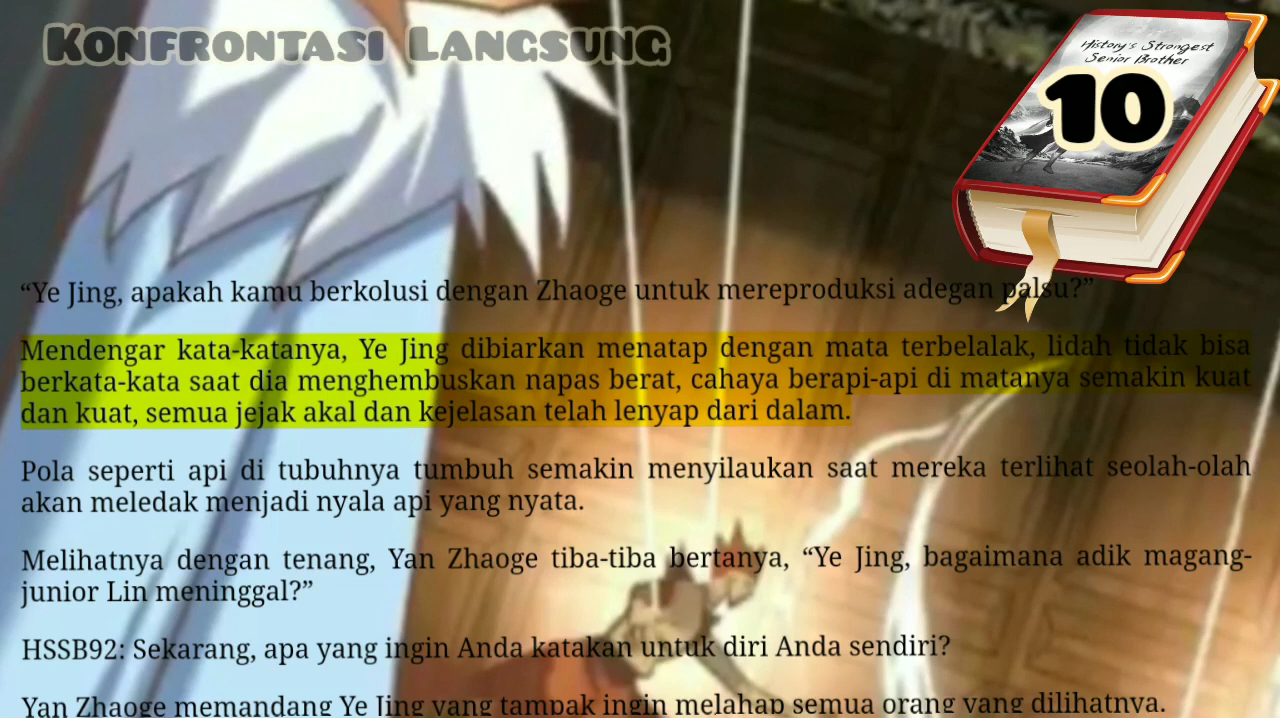 Konfrontasi Langsung
History's Strongest
Senior Brother
10
“Ye Jing, apakah kamu berkolusi dengan Zhaoge untuk mereproduksi adegan palsu?”
Mendengar kata-katanya, Ye Jing dibiarkan menatap dengan mata terbelalak, lidah tidak bisa
berkata-kata saat dia menghembuskan napas berat, cahaya berapi-api di matanya semakin kuat
dan kuat, semua jejak akal dan kejelasan telah lenyap dari dalam.
Pola seperti api di tubuhnya tumbuh semakin menyilaukan saat mereka terlihat seolah-olah
akan meledak menjadi nyala api yang nyata.
Melihatnya dengan tenang, Yan Zhaoge tiba-tiba bertanya, “Ye Jing, bagaimana adik magang-
junior Lin meninggal?”
HSSB92: Sekarang, apa yang ingin Anda katakan untuk diri Anda sendiri?
Yan Zhaoge memandang Ye Jing yang tampak ingin melahap semua orang yang dilihatnya.